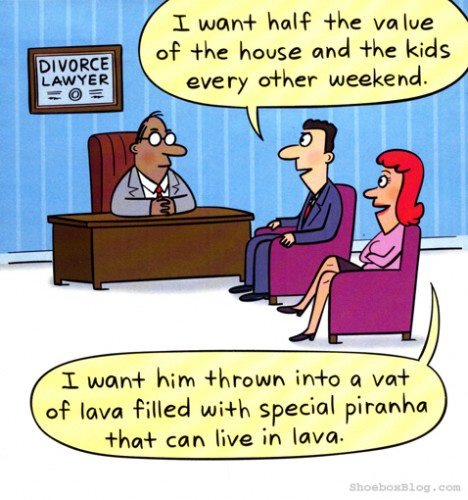 I want half the value
of the house and the kids
every other weekend.
DIVORCE
LAWYER
I want him thrown into a vat
of lava filled with special piranha
that can live in lava.
ShoeboxBlog.com